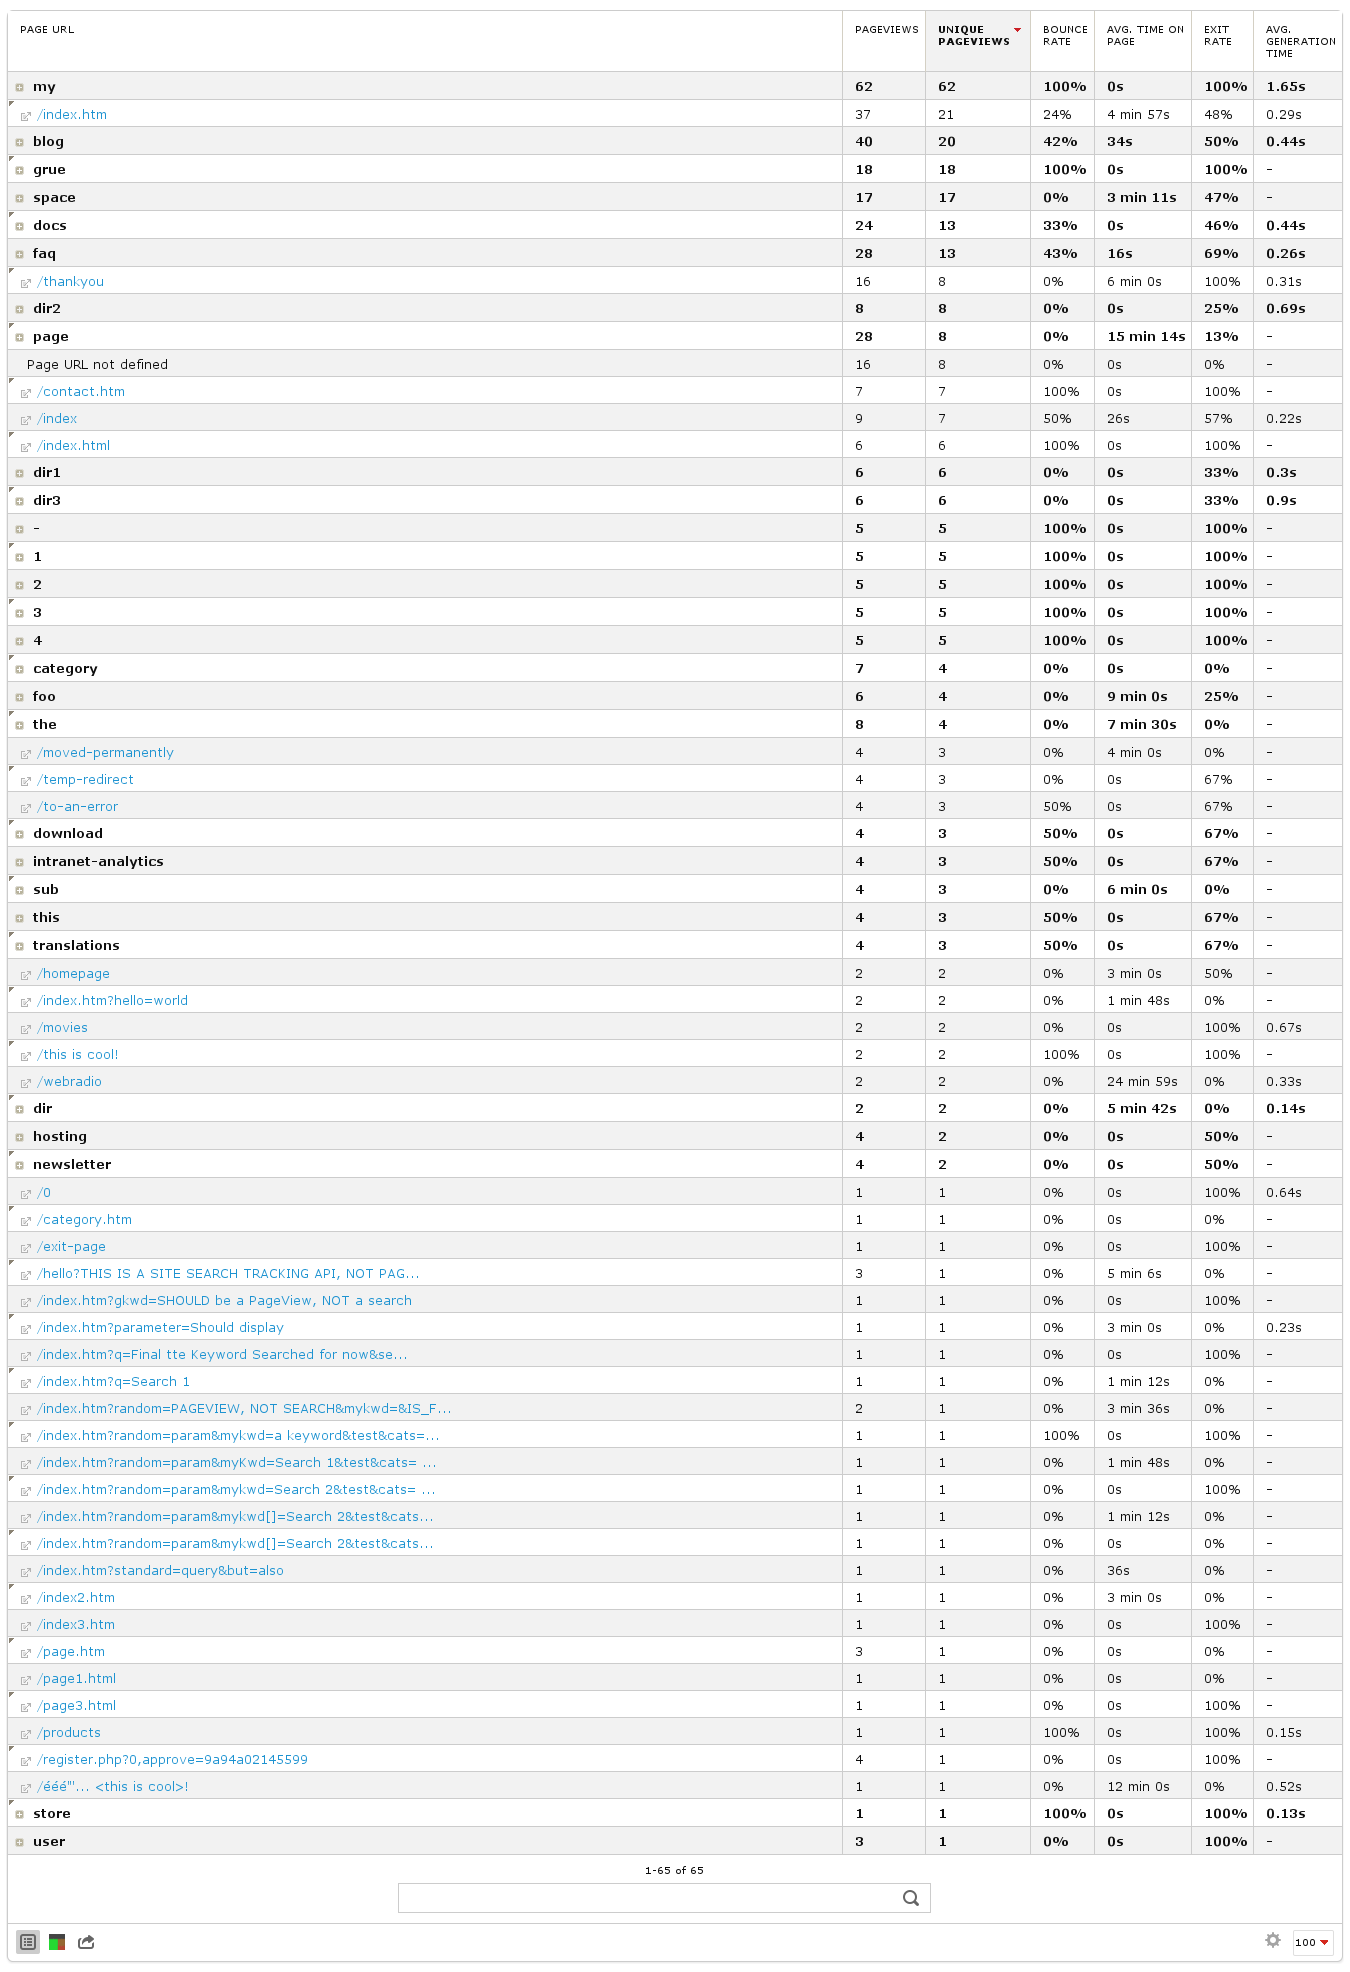 PAGE URL PAGEVIEWS UNIQUE PAGEVIEWS BOUNCE RATE AVG. TIME ON PAGE EXIT RATE AVG. GENERATION TIME
my 62 62 100% 0s 100% 1.65s
/index.htm 37 21 24% 4 min 57s 48% 0.29s
blog 40 20 42% 34s 50% 0.44s
grue 18 18 100% 0s 100% -
space 17 17 0% 3 min 11s 47% -
docs 24 13 33% 0s 46% 0.44s
faq 28 13 43% 16s 69% 0.26s
/thankyou 16 8 0% 6 min 0s 100% 0.31s
dir2 8 8 0% 0s 25% 0.69s
page 28 8 0% 15 min 14s 13% -
Page URL not defined 16 8 0% 0s 0% -
/contact.htm 7 7 100% 0s 100% -
/index 9 7 50% 26s 57% 0.22s
/index.html 6 6 100% 0s 100% -
dir1 6 6 0% 0s 33% 0.3s
dir3 6 6 0% 0s 33% 0.9s
- 5 5 100% 0s 100% -
1 5 5 100% 0s 100% -
2 5 5 100% 0s 100% -
3 5 5 100% 0s 100% -
4 5 5 100% 0s 100% -
category 7 4 0% 0s 0% -
foo 6 4 0% 9 min 0s 25% -
the 8 4 0% 7 min 30s 0% -
/moved-permanently 4 3 0% 4 min 0s 0% -
/temp-redirect 4 3 0% 0s 67% -
/to-an-error 4 3 50% 0s 67% -
download 4 3 50% 0s 67% -
intranet-analytics 4 3 50% 0s 67% -
sub 4 3 0% 6 min 0s 0% -
this 4 3 50% 0s 67% -
translations 4 3 50% 0s 67% -
/homepage 2 2 0% 3 min 0s 50% -
/index.htm?hello=world 2 2 0% 1 min 48s 0% -
/movies 2 2 0% 0s 100% 0.67s
/this is cool! 2 2 100% 0s 100% -
/webradio 2 2 0% 24 min 59s 0% 0.33s
dir 2 2 0% 5 min 42s 0% 0.14s
hosting 4 2 0% 0s 50% -
newsletter 4 2 0% 0s 50% -
/0 1 1 0% 0s 100% 0.64s
/category.htm 1 1 0% 0s 0% -
/exit-page 1 1 0% 0s 100% -
/hello?THIS IS A SITE SEARCH TRACKING API, NOT PAG... 3 1 0% 5 min 6s 0% -
/index.htm?gkwd=SHOULD be a PageView, NOT a search 1 1 0% 0s 100% -
/index.htm?parameter=Should display 1 1 0% 3 min 0s 0% 0.23s
/index.htm?q=Final tte Keyword Searched for now&se... 1 1 0% 0s 100% -
/index.htm?q=Search 1 1 1 0% 1 min 12s 0% -
/index.htm?random=PAGEVIEW, NOT SEARCH&mykwd=&IS_F... 2 1 0% 3 min 36s 0% -
/index.htm?random=param&mykwd=a keyword&test&cats=... 1 1 100% 0s 100% -
/index.htm?random=param&myKwd=Search 1&test&cats= ... 1 1 0% 1 min 48s 0% -
/index.htm?random=param&mykwd=Search 2&test&cats= ... 1 1 0% 0s 100% -
/index.htm?random=param&mykwd[]=Search 2&test&cats... 1 1 0% 1 min 12s 0% -
/index.htm?random=param&mykwd[]=Search 2&test&cats... 1 1 0% 0s 0% -
/index.htm?standard=query&but=also 1 1 0% 36s 0% -
/index2.htm 1 1 0% 3 min 0s 0% -
/index3.htm 1 1 0% 0s 100% -
/page.htm 3 1 0% 0s 0% -
/page1.html 1 1 0% 0s 0% -
/page3.html 1 1 0% 0s 100% -
/products 1 1 100% 0s 100% 0.15s
/register.php?0,approve=9a94a02145599 4 1 0% 0s 100% -
/ééé"'... <this is cool>! 1 1 0% 12 min 0s 0% 0.52s
store 1 1 100% 0s 100% 0.13s
user 3 1 0% 0s 100% -
1-65 of 65
100